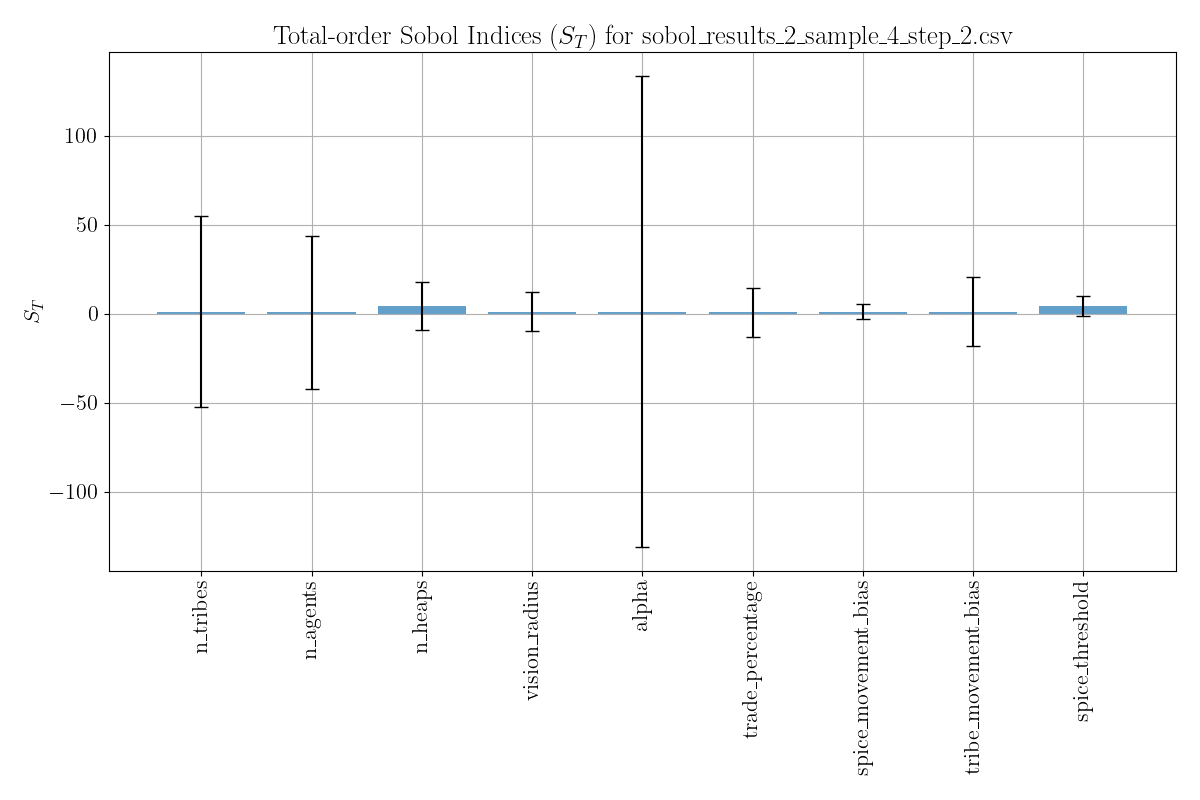 Total-order Sobol Indices (S_T) for sobol_results_2_sample_4_step_2.csv
S_T
100
50
0
−50
−100
n_tribes
n_agents
n_heaps
vision_radius
alpha
trade_percentage
spice_movement_bias
tribe_movement_bias
spice_threshold